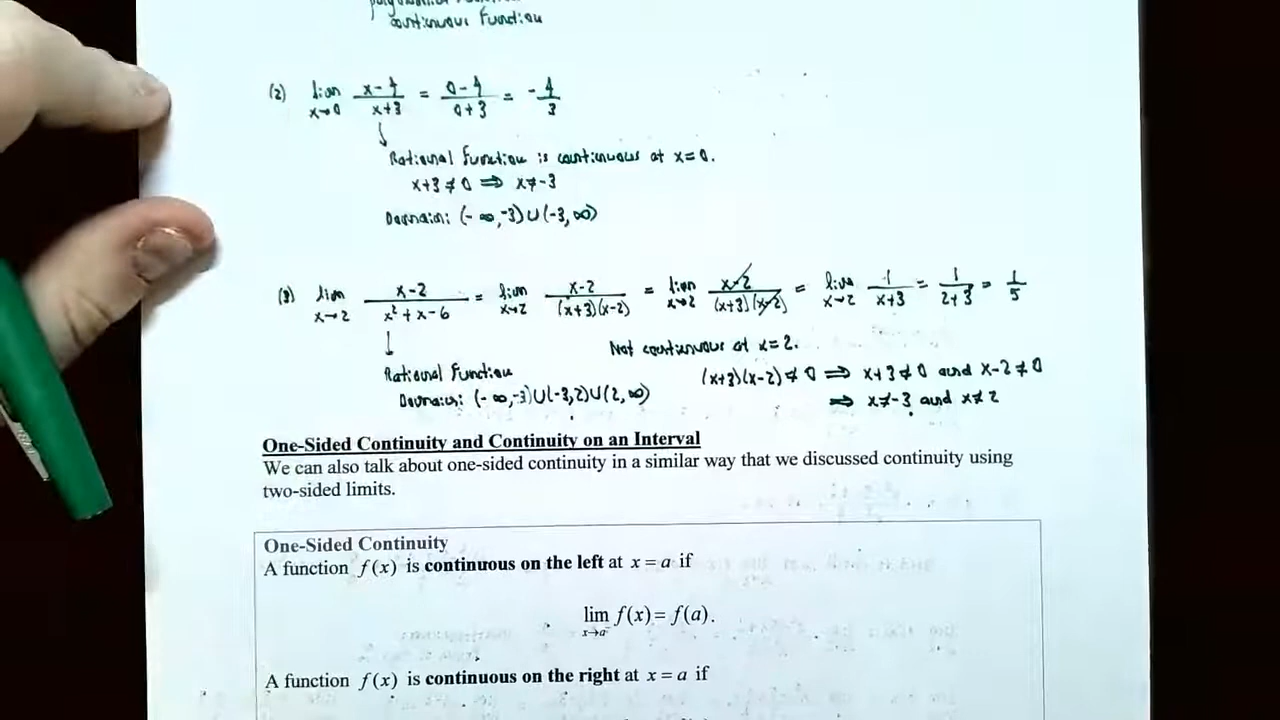 continuous Function
(2) lim x→0 x-4/x+3 = 0-4/0+3 = -4/3
Rational Function is continuous at x=0.
x+3≠0 ⟹ x≠-3
Domain: (-∞,-3)∪(-3,∞)
(3) lim x→2 x-2/x²+x-6 = lim x→2 x-2/(x+3)(x-2) = lim x→2 x-2/(x+3)(x-2) = lim x→2 1/x+3 = 1/2+3 = 1/5
Not continuous at x=2.
Rational Function
(x+3)(x-2)≠0 ⟹ x+3≠0 and x-2≠0
Domain: (-∞,-3)∪(-3,2)∪(2,∞)
⟹ x≠-3 and x≠2
One-Sided Continuity and Continuity on an Interval
We can also talk about one-sided continuity in a similar way that we discussed continuity using
two-sided limits.
One-Sided Continuity
A function f(x) is continuous on the left at x = a if
lim x→a⁻ f(x) = f(a).
A function f(x) is continuous on the right at x = a if